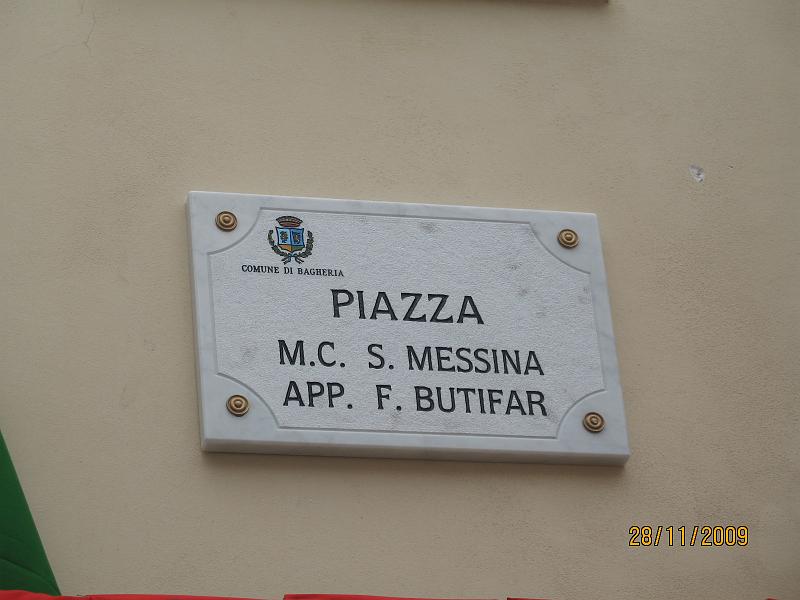 COMUNE DI BAGHERIA
PIAZZA
M.C. S. MESSINA
APP. F. BUTIFAR
28/11/2009